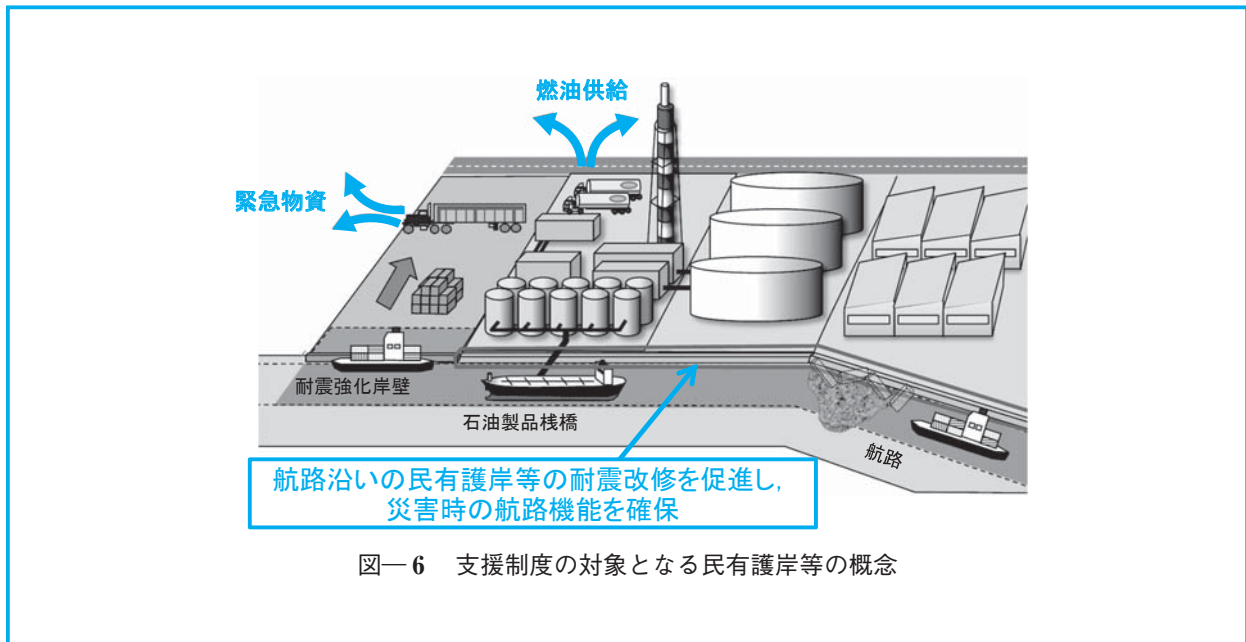 燃油供給
緊急物資
耐震強化岸壁
石油製品桟橋
航路
航路沿いの民有護岸等の耐震改修を促進し,
災害時の航路機能を確保
図―6 支援制度の対象となる民有護岸等の概念